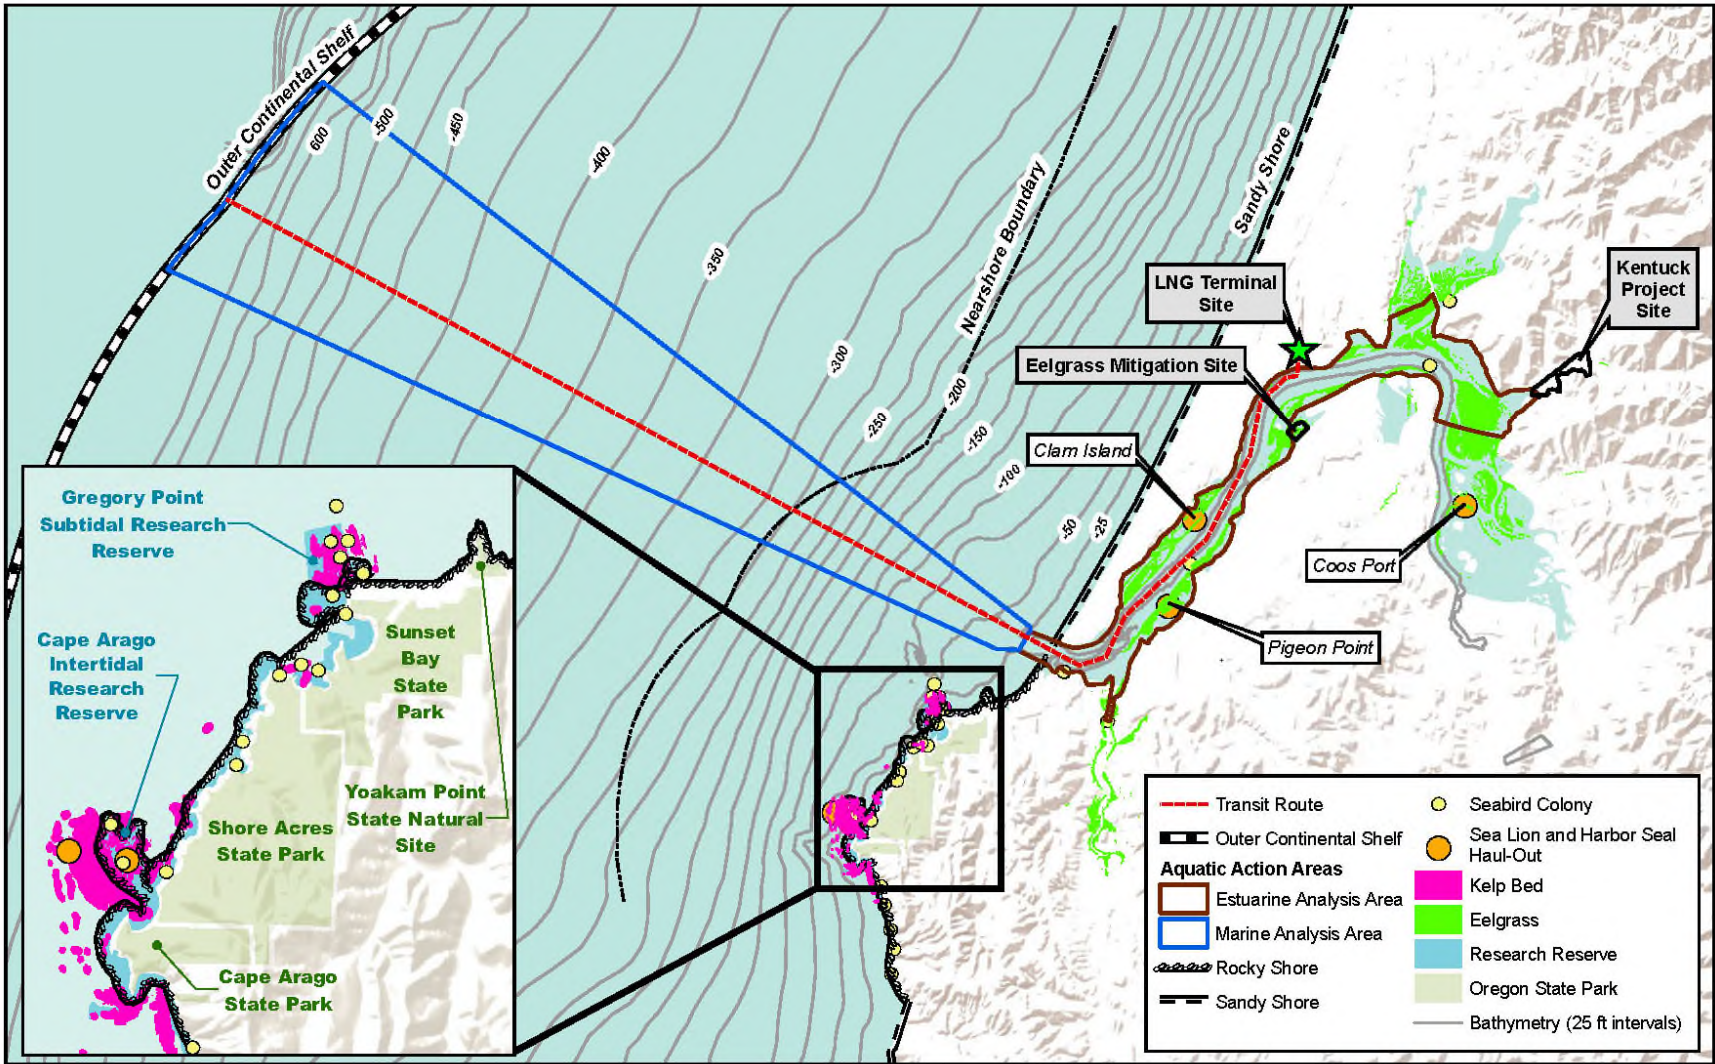 Outer Continental Shelf
600
-500
-450
-400
-350
-300
-250
-200
-150
-100
-50
-25
Nearshore Boundary
Sandy Shore
LNG Terminal
Site
Kentuck
Project
Site
Eelgrass Mitigation Site
Clam Island
Coos Port
Pigeon Point
Gregory Point
Subtidal Research
Reserve
Cape Arago
Intertidal
Research
Reserve
Sunset
Bay
State
Park
Yoakam Point
State Natural
Site
Shore Acres
State Park
Cape Arago
State Park
Transit Route
Outer Continental Shelf
Aquatic Action Areas
Estuarine Analysis Area
Marine Analysis Area
Rocky Shore
Sandy Shore
Seabird Colony
Sea Lion and Harbor Seal
Haul-Out
Kelp Bed
Eelgrass
Research Reserve
Oregon State Park
Bathymetry (25 ft intervals)